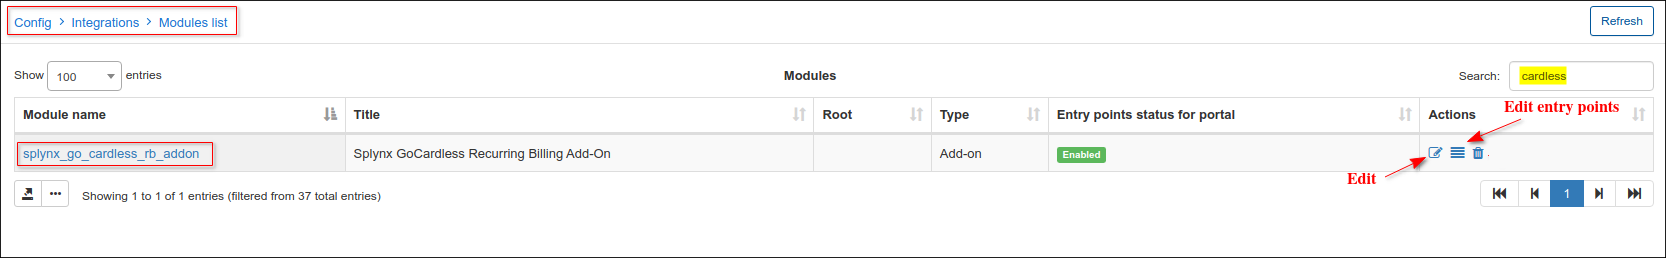 Config > Integrations > Modules list
Refresh
Show 100 entries
Modules
Search: cardless
Edit entry points
Module name Title Root Type Entry points status for portal Actions
splynx_go_cardless_rb_addon Splynx GoCardless Recurring Billing Add-On Add-on Enabled
Edit
... Showing 1 to 1 of 1 entries (filtered from 37 total entries) 1